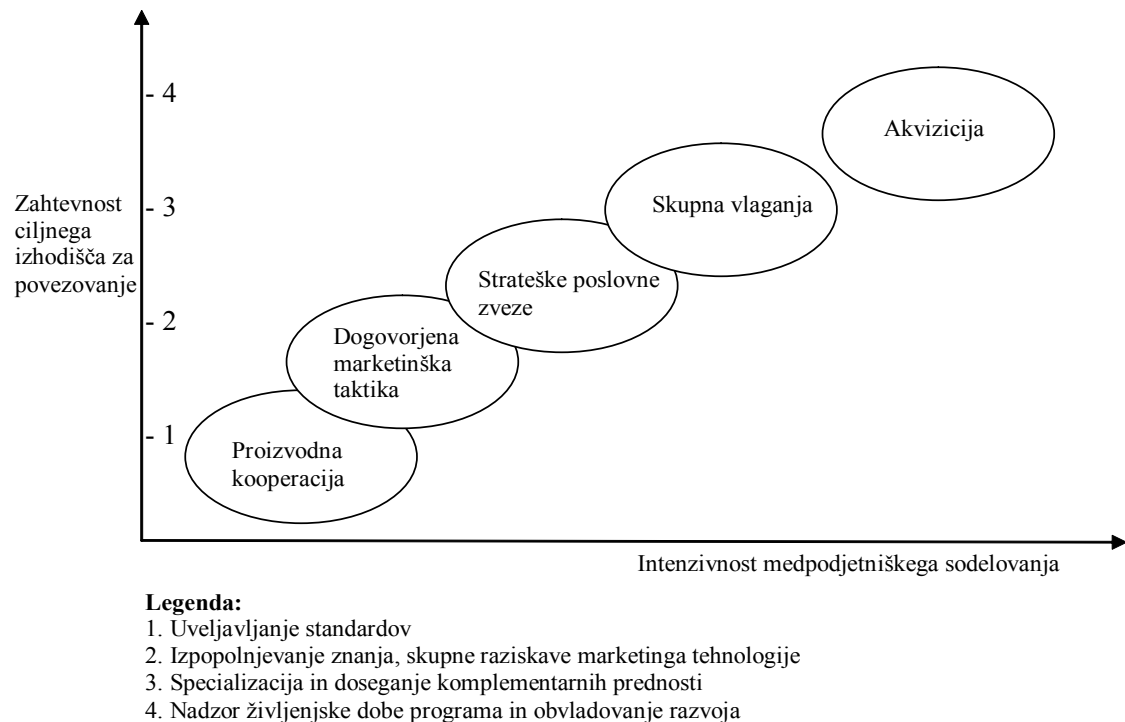 - 4
Akvizicija
Zahtevnost
ciljnega
izhodišča za
povezovanje
- 3
Skupna vlaganja
Strateške poslovne
zveze
- 2
Dogovorjena
marketinška
taktika
- 1
Proizvodna
kooperacija
Intenzivnost medpodjetniškega sodelovanja
Legenda:
1. Uveljavljanje standardov
2. Izpopolnjevanje znanja, skupne raziskave marketinga tehnologije
3. Specializacija in doseganje komplementarnih prednosti
4. Nadzor življenjske dobe programa in obvladovanje razvoja